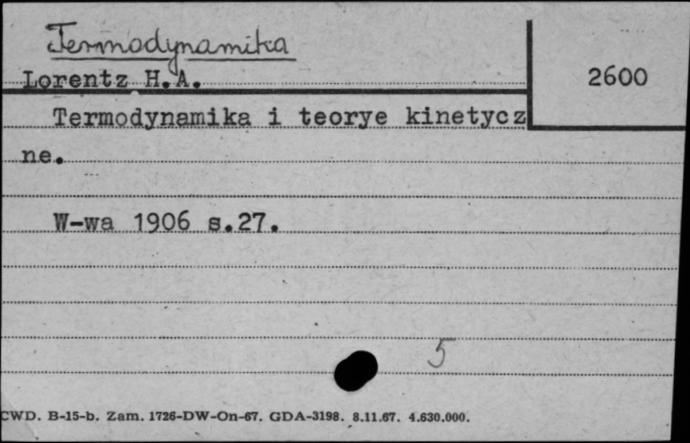 Termodynamika
Lorentz H.A.
2600
Termodynamika i teorye kinetycz
ne.
W-wa 1906 s.27.
5
CWD. B-15-b. Zam. 1726-DW-On-67. GDA-3198. 8.11.67. 4.630.000.